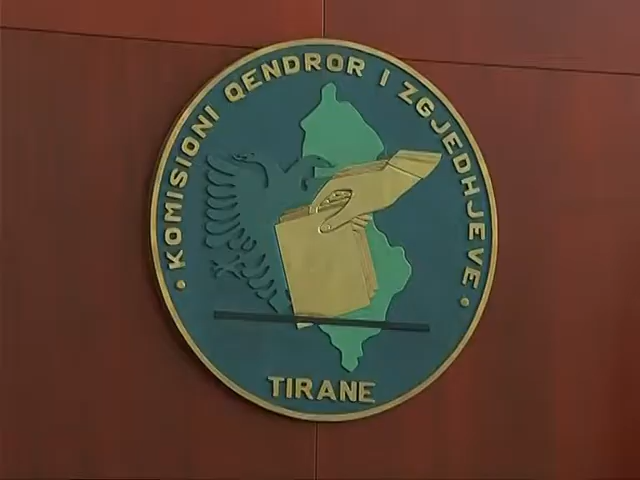 • KOMISIONI QENDROR I ZGJEDHJEVE •
TIRANE